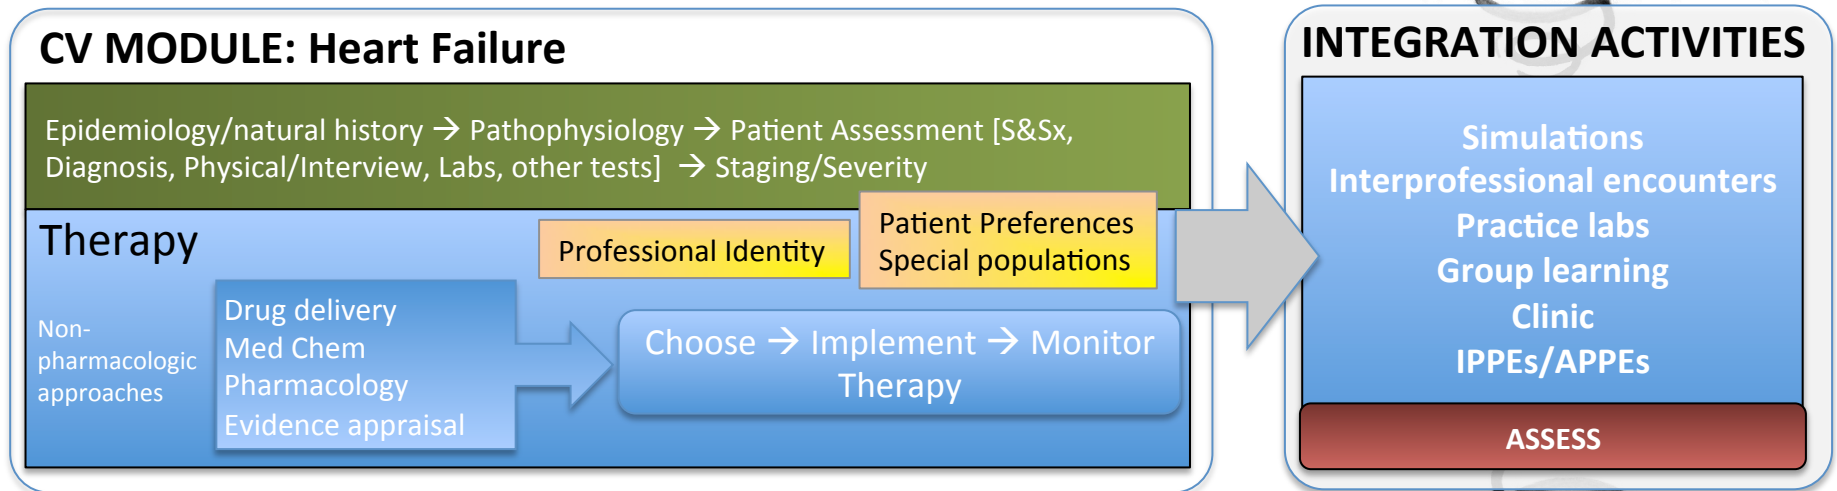 CV MODULE: Heart Failure
Epidemiology/natural history → Pathophysiology → Patient Assessment [S&Sx,
Diagnosis, Physical/Interview, Labs, other tests] → Staging/Severity
Therapy
Professional Identity
Patient Preferences
Special populations
Non-
pharmacologic
approaches
Drug delivery
Med Chem
Pharmacology
Evidence appraisal
Choose → Implement → Monitor
Therapy
INTEGRATION ACTIVITIES
Simulations
Interprofessional encounters
Practice labs
Group learning
Clinic
IPPEs/APPEs
ASSESS